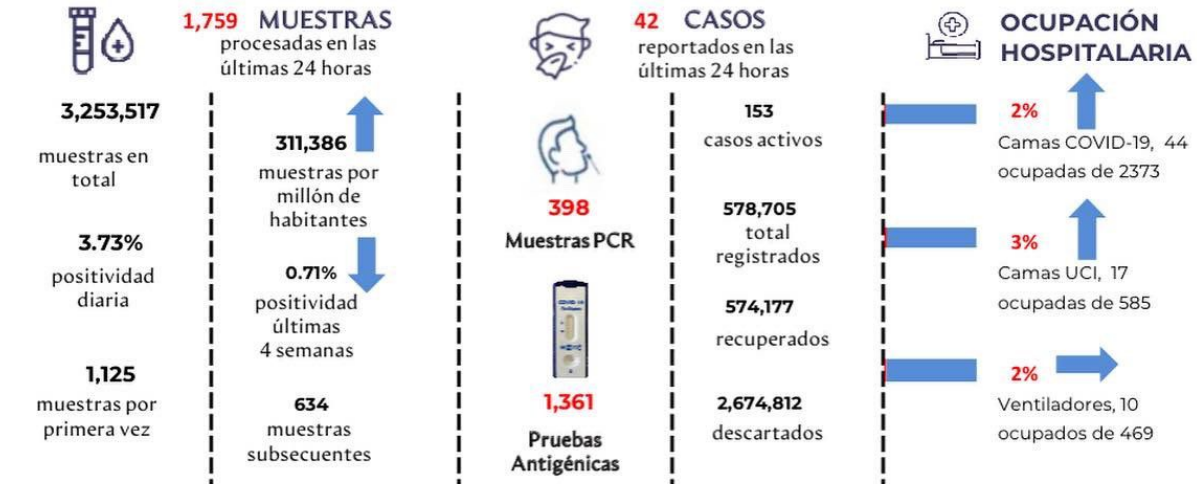 1,759 MUESTRAS
procesadas en las
últimas 24 horas
3,253,517
muestras en
total
3.73%
positividad
diaria
1,125
muestras por
primera vez
311,386
muestras por
millón de
habitantes
0.71%
positividad
últimas
4 semanas
634
muestras
subsecuentes
42 CASOS
reportados en las
últimas 24 horas
398
Muestras PCR
COVID-19
1,361
Pruebas
Antigénicas
153
casos activos
578,705
total
registrados
574,177
recuperados
2,674,812
descartados
OCUPACIÓN
HOSPITALARIA
2%
Camas COVID-19, 44
ocupadas de 2373
3%
Camas UCI, 17
ocupadas de 585
2%
Ventiladores, 10
ocupados de 469